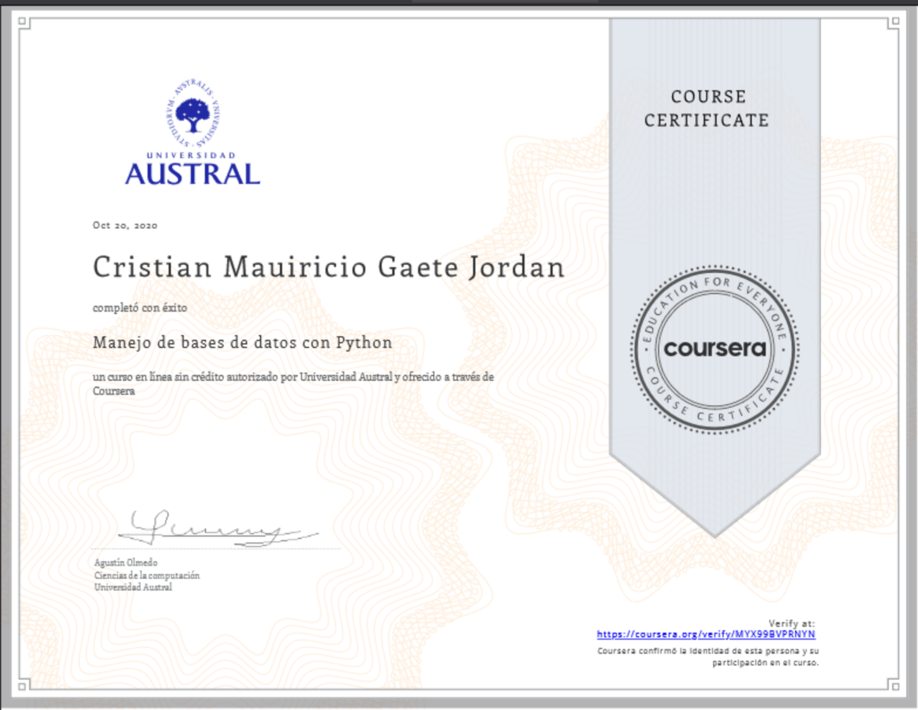 COURSE
CERTIFICATE
STUDIORUM · UNIVERSITAS · AUSTRALIS
UNIVERSIDAD
AUSTRAL
Oct 20, 2020
Cristian Mauiricio Gaete Jordan
completó con éxito
Manejo de bases de datos con Python
un curso en línea sin crédito autorizado por Universidad Austral y ofrecido a través de
Coursera
EDUCATION FOR EVERYONE
coursera
COURSE CERTIFICATE
Agustín Olmedo
Ciencias de la computación
Universidad Austral
Verify at:
https://coursera.org/verify/MYX99BVPRNYN
Coursera confirmó la identidad de esta persona y su
participación en el curso.